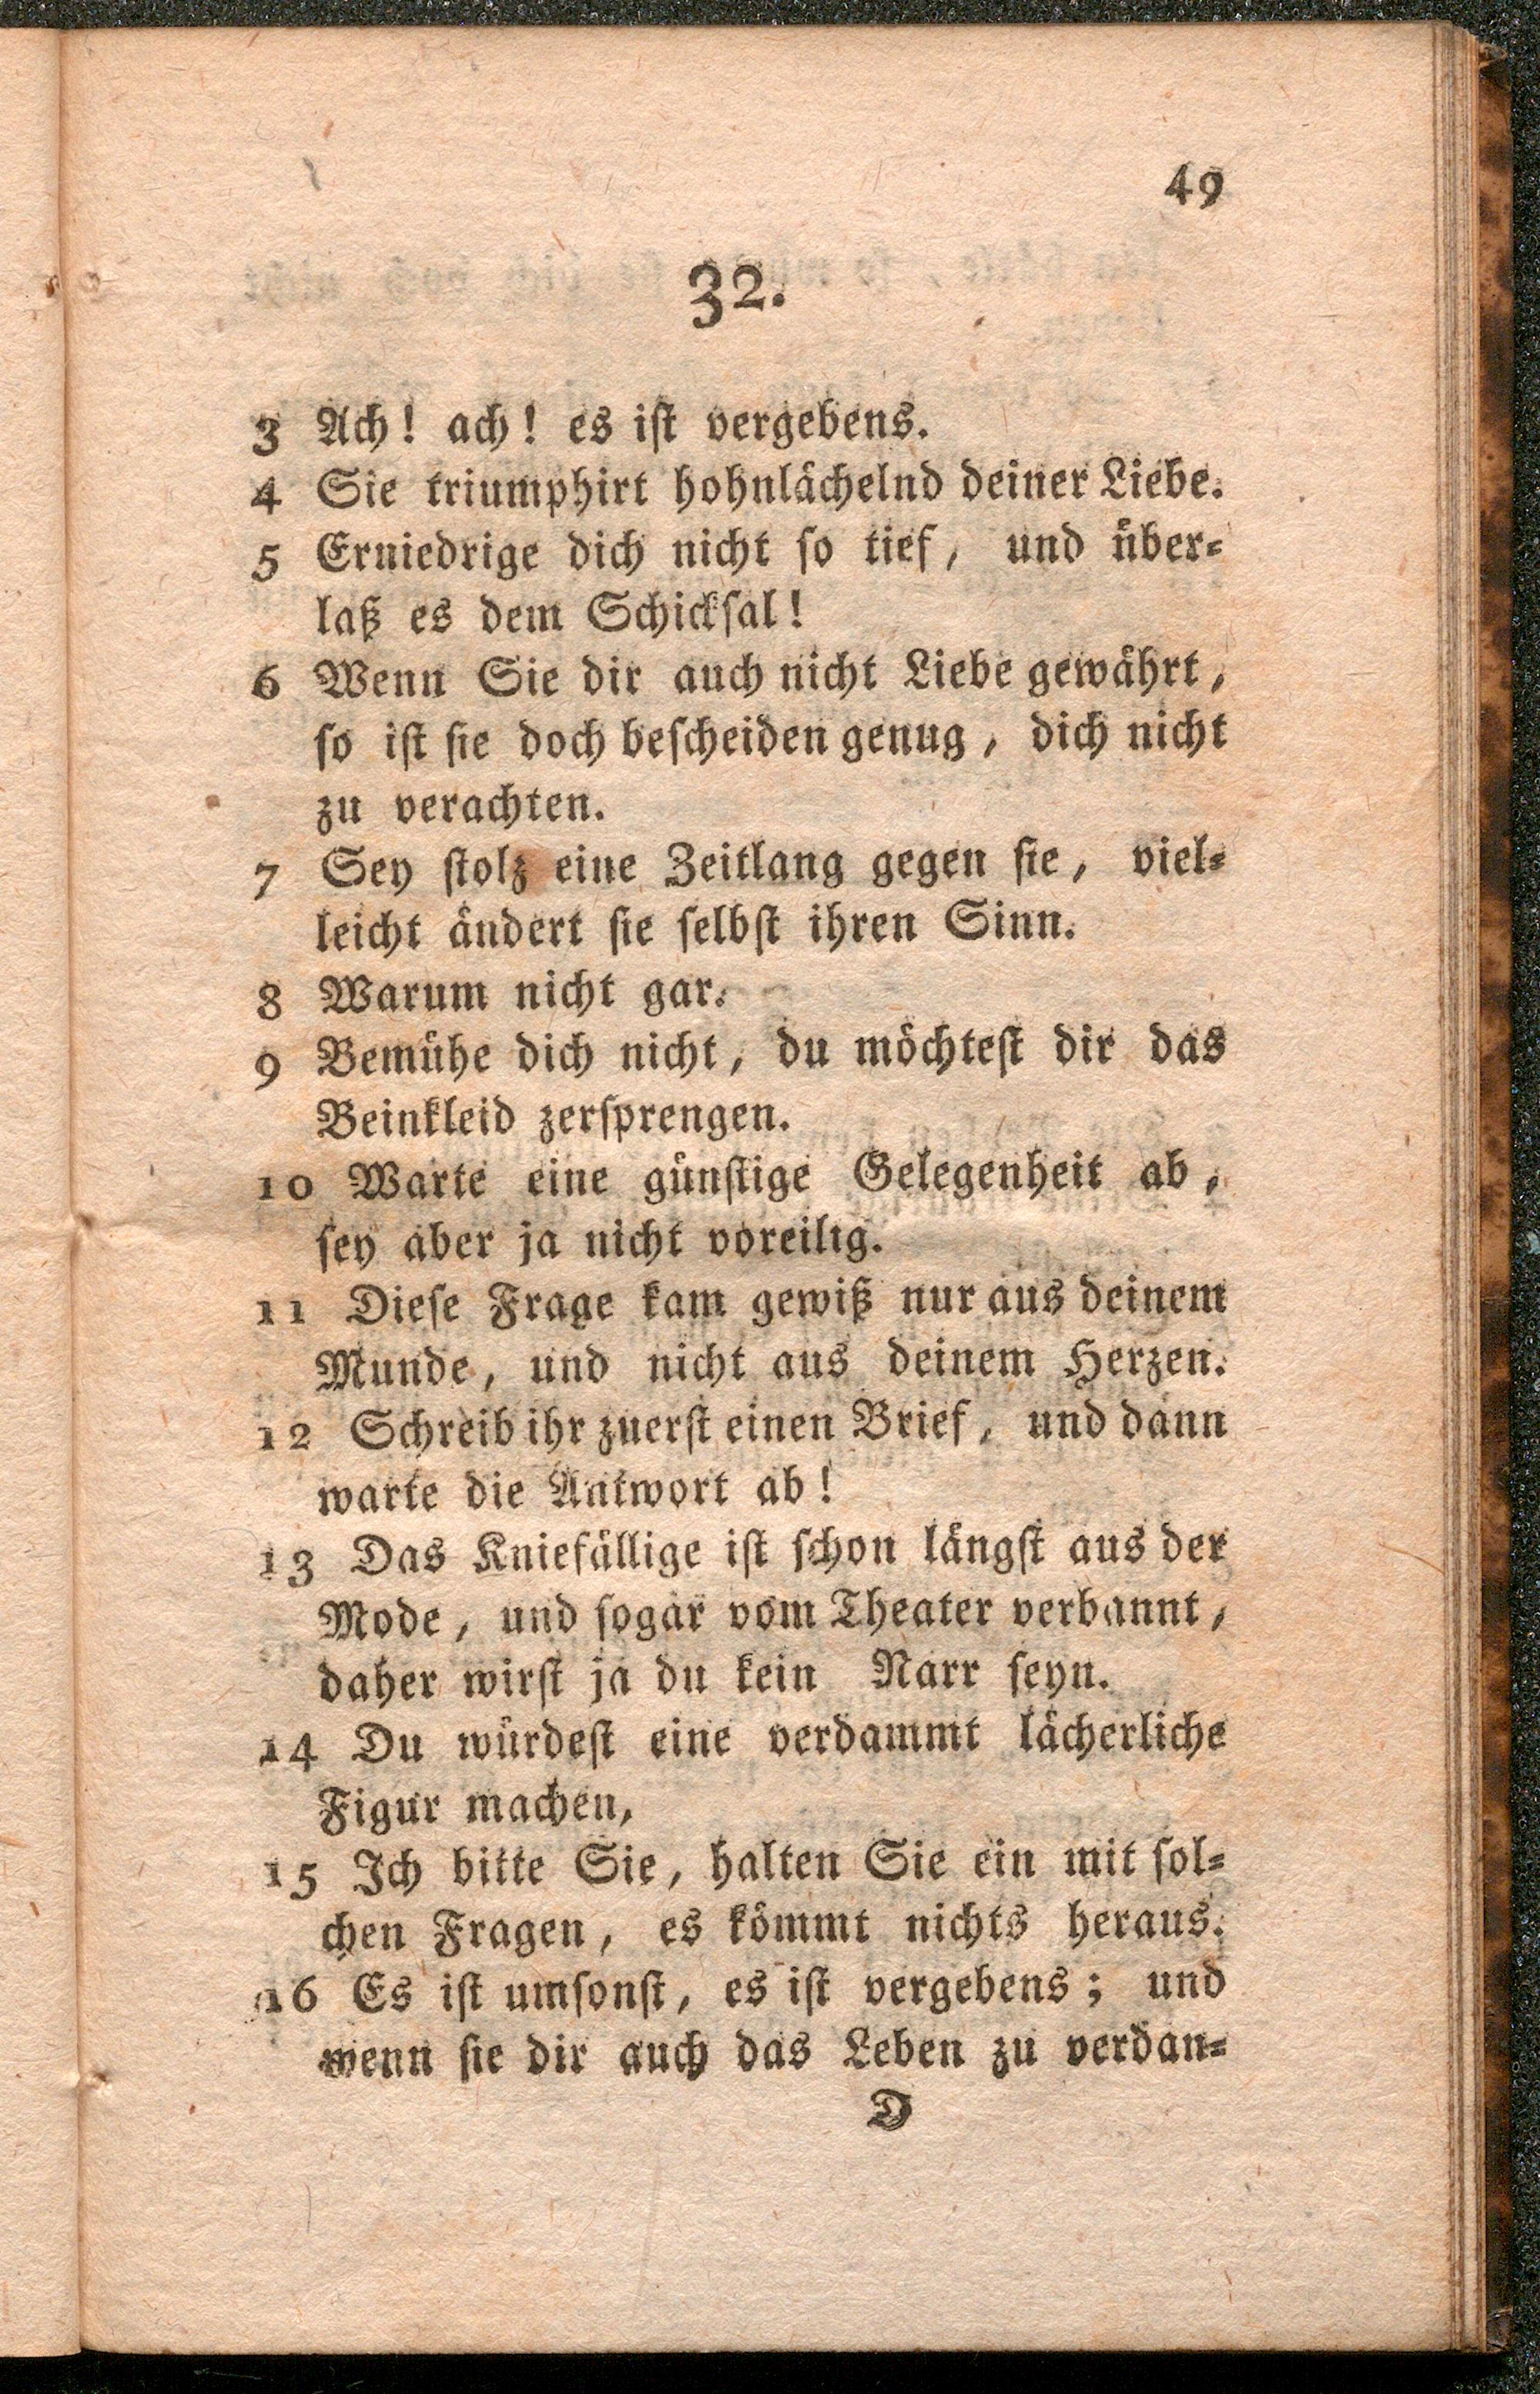 49
32.
3 Ach! ach! es iſt vergebens.
4 Sie triumphirt hohnlächelnd deiner Liebe.
5 Erniedrige dich nicht ſo tief, und über⸗
laß es dem Schickſal!
6 Wenn Sie dir auch nicht Liebe gewährt,
ſo iſt ſie doch beſcheiden genug, dich nicht
zu verachten.
7 Sey ſtolz eine Zeitlang gegen ſie, viel⸗
leicht ändert ſie ſelbſt ihren Sinn.
8 Warum nicht gar.
9 Bemühe dich nicht, du möchteſt dir das
Beinkleid zerſprengen.
10 Warte eine günſtige Gelegenheit ab,
ſey aber ja nicht voreilig.
11 Dieſe Frage kam gewiß nur aus deinem
Munde, und nicht aus deinem Herzen.
12 Schreib ihr zuerſt einen Brief, und dann
warte die Antwort ab!
13 Das Kniefällige iſt ſchon längſt aus der
Mode, und ſogar vom Theater verbannt,
daher wirſt ja du kein Narr ſeyn.
14 Du würdeſt eine verdammt lächerliche
Figur machen,
15 Ich bitte Sie, halten Sie ein mit ſol⸗
chen Fragen, es kömmt nichts heraus.
16 Es iſt umſonſt, es iſt vergebens; und
wenn ſie dir auch das Leben zu verdan⸗
D